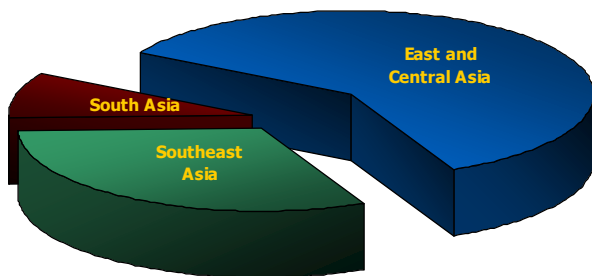 East and
Central Asia
South Asia
Southeast
Asia